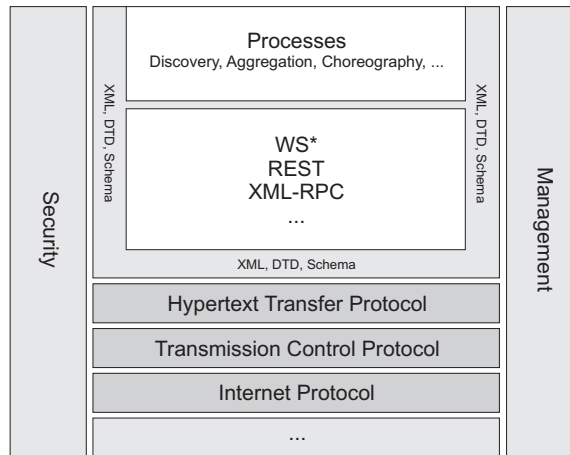 Processes
Discovery, Aggregation, Choreography, ...
XML, DTD, Schema
XML, DTD, Schema
WS*
REST
XML-RPC
...
XML, DTD, Schema
Security
Management
Hypertext Transfer Protocol
Transmission Control Protocol
Internet Protocol
...